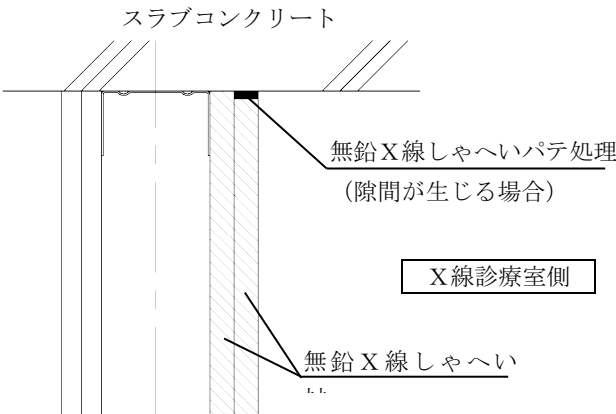 スラブコンクリート
無鉛X線しゃへいパテ処理
（隙間が生じる場合）
X線診療室側
無鉛X線しゃへい